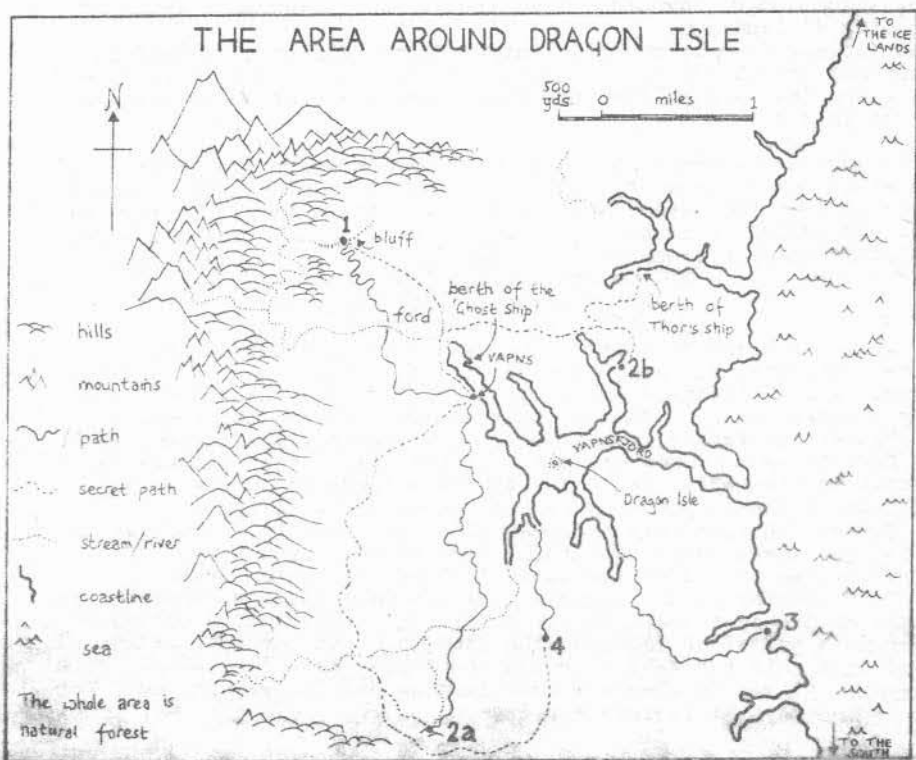 THE AREA AROUND DRAGON ISLE
TO
THE ICE
LANDS
N
500
yds
0
miles
1
1
bluff
berth of the
'Ghost Ship'
ford
berth of
Thor's ship
VAPNS
2b
VAPNSFJORD
Dragon Isle
hills
mountains
path
secret path
stream/river
coastline
sea
The whole area is
natural forest
3
4
2a
TO THE
SOUTH